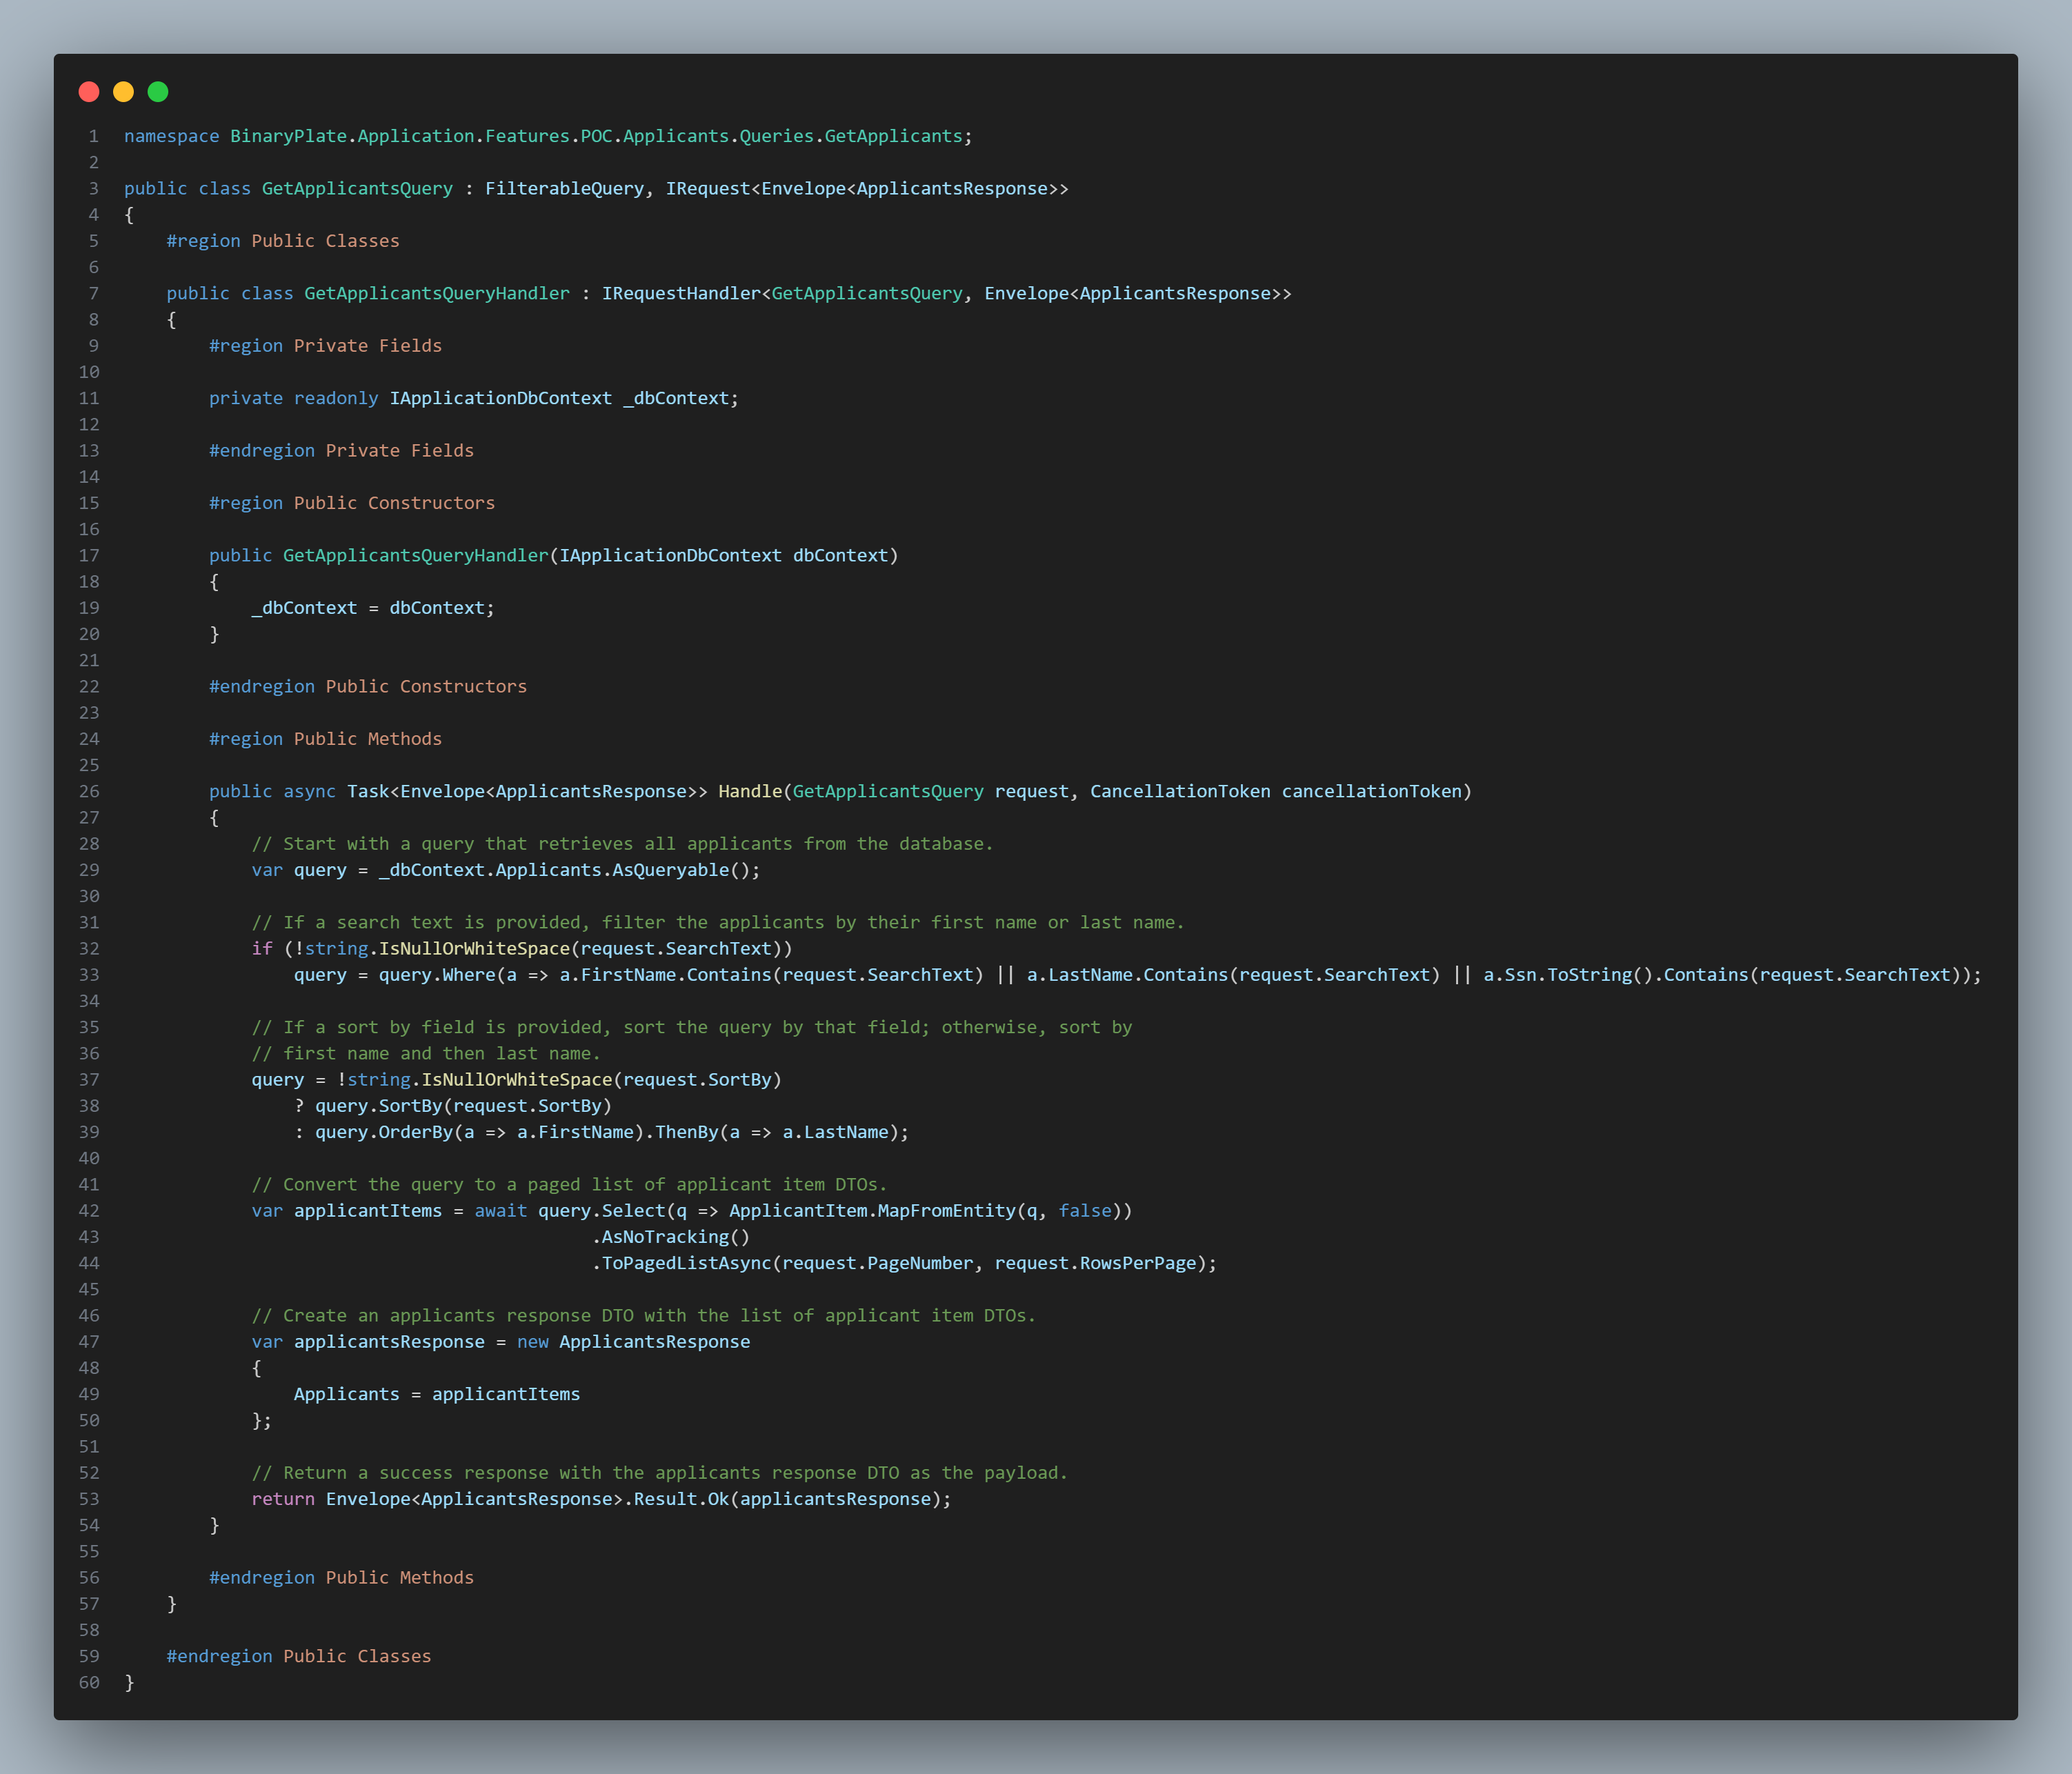 1 namespace BinaryPlate.Application.Features.POC.Applicants.Queries.GetApplicants;
2
3 public class GetApplicantsQuery : FilterableQuery, IRequest<Envelope<ApplicantsResponse>>
4 {
5     #region Public Classes
6
7     public class GetApplicantsQueryHandler : IRequestHandler<GetApplicantsQuery, Envelope<ApplicantsResponse>>
8     {
9         #region Private Fields
10
11         private readonly IApplicationDbContext _dbContext;
12
13         #endregion Private Fields
14
15         #region Public Constructors
16
17         public GetApplicantsQueryHandler(IApplicationDbContext dbContext)
18         {
19             _dbContext = dbContext;
20         }
21
22         #endregion Public Constructors
23
24         #region Public Methods
25
26         public async Task<Envelope<ApplicantsResponse>> Handle(GetApplicantsQuery request, CancellationToken cancellationToken)
27         {
28             // Start with a query that retrieves all applicants from the database.
29             var query = _dbContext.Applicants.AsQueryable();
30
31             // If a search text is provided, filter the applicants by their first name or last name.
32             if (!string.IsNullOrWhiteSpace(request.SearchText))
33                 query = query.Where(a => a.FirstName.Contains(request.SearchText) || a.LastName.Contains(request.SearchText) || a.Ssn.ToString().Contains(request.SearchText));
34
35             // If a sort by field is provided, sort the query by that field; otherwise, sort by
36             // first name and then last name.
37             query = !string.IsNullOrWhiteSpace(request.SortBy)
38                 ? query.SortBy(request.SortBy)
39                 : query.OrderBy(a => a.FirstName).ThenBy(a => a.LastName);
40
41             // Convert the query to a paged list of applicant item DTOs.
42             var applicantItems = await query.Select(q => ApplicantItem.MapFromEntity(q, false))
43                                             .AsNoTracking()
44                                             .ToPagedListAsync(request.PageNumber, request.RowsPerPage);
45
46             // Create an applicants response DTO with the list of applicant item DTOs.
47             var applicantsResponse = new ApplicantsResponse
48             {
49                 Applicants = applicantItems
50             };
51
52             // Return a success response with the applicants response DTO as the payload.
53             return Envelope<ApplicantsResponse>.Result.Ok(applicantsResponse);
54         }
55
56         #endregion Public Methods
57     }
58
59     #endregion Public Classes
60 }